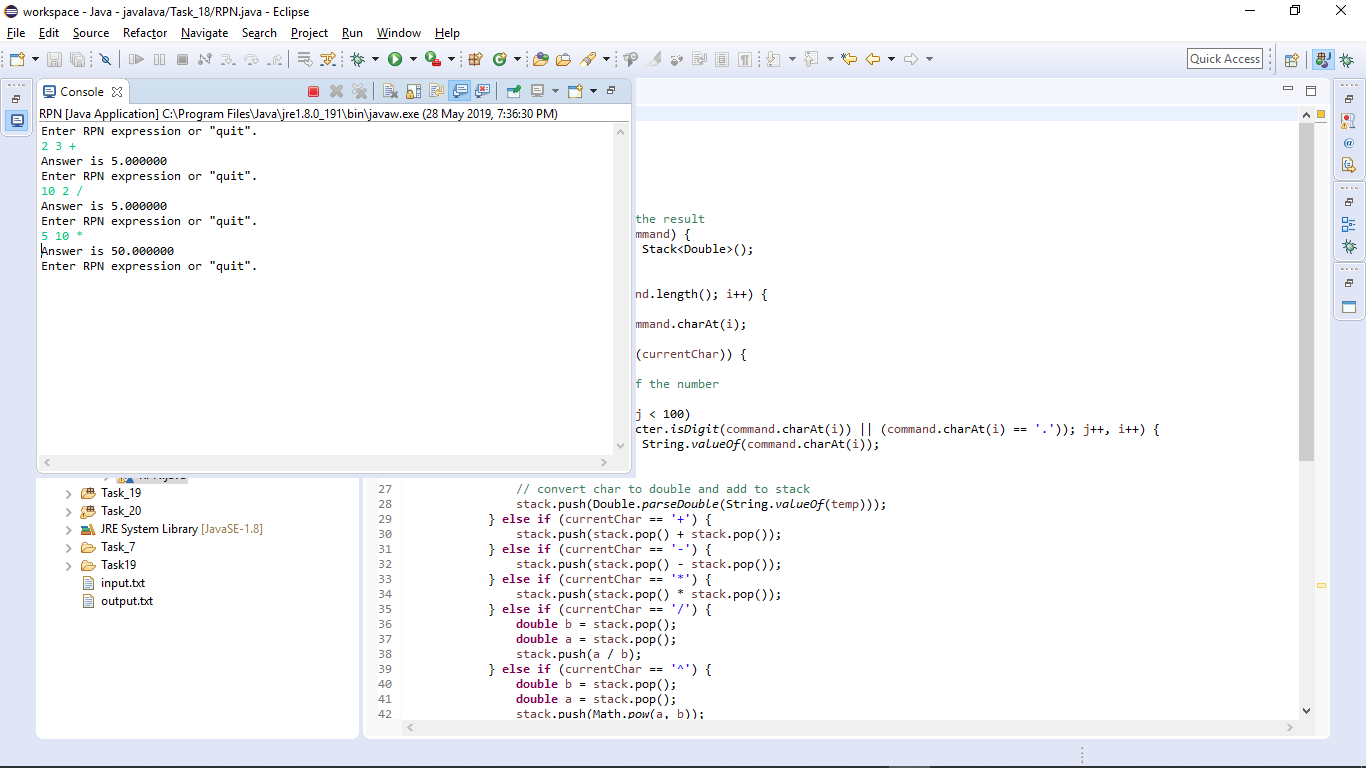 workspace - Java - javalava/Task_18/RPN.java - Eclipse
File Edit Source Refactor Navigate Search Project Run Window Help
Quick Access
Console
RPN [Java Application] C:\Program Files\Java\jre1.8.0_191\bin\javaw.exe (28 May 2019, 7:36:30 PM)
Enter RPN expression or "quit".
2 3 +
Answer is 5.000000
Enter RPN expression or "quit".
10 2 /
Answer is 5.000000
Enter RPN expression or "quit".
5 10 *
Answer is 50.000000
Enter RPN expression or "quit".
the result
mmand) {
Stack<Double>();
nd.length(); i++) {
mmand.charAt(i);
(currentChar)) {
f the number
j < 100)
cter.isDigit(command.charAt(i)) || (command.charAt(i) == '.')); j++, i++) {
String.valueOf(command.charAt(i));
Task_19
Task_20
JRE System Library [JavaSE-1.8]
Task_7
Task19
input.txt
output.txt
27 // convert char to double and add to stack
28 stack.push(Double.parseDouble(String.valueOf(temp)));
29 } else if (currentChar == '+') {
30 stack.push(stack.pop() + stack.pop());
31 } else if (currentChar == '-') {
32 stack.push(stack.pop() - stack.pop());
33 } else if (currentChar == '*') {
34 stack.push(stack.pop() * stack.pop());
35 } else if (currentChar == '/') {
36 double b = stack.pop();
37 double a = stack.pop();
38 stack.push(a / b);
39 } else if (currentChar == '^') {
40 double b = stack.pop();
41 double a = stack.pop();
42 stack.push(Math.pow(a, b));